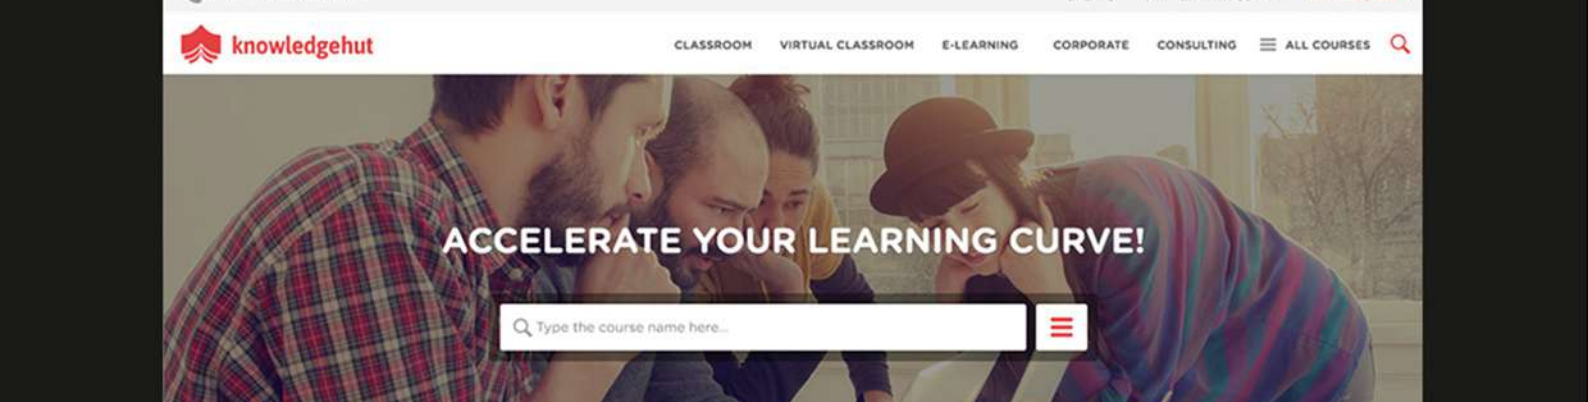 knowledgehut
CLASSROOM VIRTUAL CLASSROOM E-LEARNING CORPORATE CONSULTING ALL COURSES
ACCELERATE YOUR LEARNING CURVE!
Type the course name here...